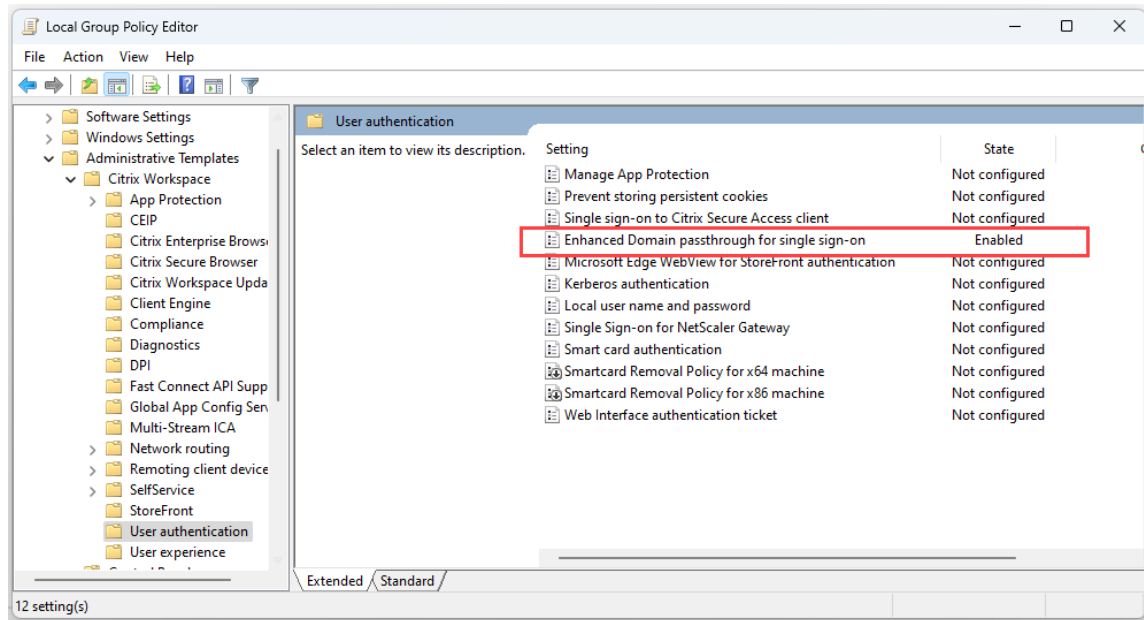 Local Group Policy Editor
File Action View Help
Software Settings
Windows Settings
Administrative Templates
Citrix Workspace
App Protection
CEIP
Citrix Enterprise Brows
Citrix Secure Browser
Citrix Workspace Upda
Client Engine
Compliance
Diagnostics
DPI
Fast Connect API Supp
Global App Config Serv
Multi-Stream ICA
Network routing
Remoting client device
SelfService
StoreFront
User authentication
User experience
User authentication
Select an item to view its description.
Setting State
Manage App Protection Not configured
Prevent storing persistent cookies Not configured
Single sign-on to Citrix Secure Access client Not configured
Enhanced Domain passthrough for single sign-on Enabled
Microsoft Edge WebView for StoreFront authentication Not configured
Kerberos authentication Not configured
Local user name and password Not configured
Single Sign-on for NetScaler Gateway Not configured
Smart card authentication Not configured
Smartcard Removal Policy for x64 machine Not configured
Smartcard Removal Policy for x86 machine Not configured
Web Interface authentication ticket Not configured
Extended Standard
12 setting(s)